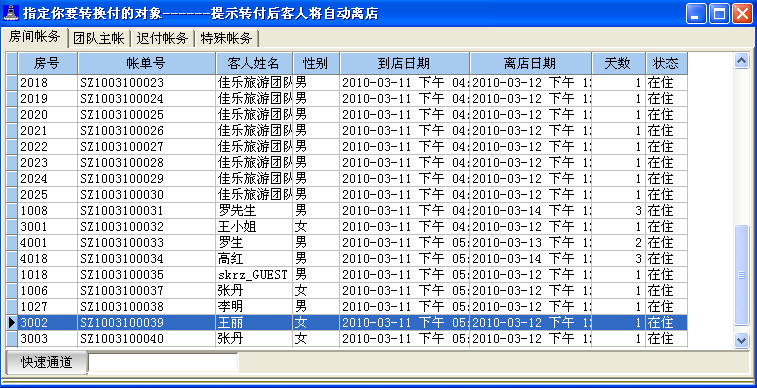 指定你要转换付的对象------提示转付后客人将自动离店
房间帐务 团队主帐 迟付帐务 特殊帐务
房号 帐单号 客人姓名 性别 到店日期 离店日期 天数 状态
2018 SZ1003100023 佳乐旅游团队 男 2010-03-11 下午 04: 2010-03-12 下午 12 1 在住
2019 SZ1003100024 佳乐旅游团队 男 2010-03-11 下午 04: 2010-03-12 下午 12 1 在住
2020 SZ1003100025 佳乐旅游团队 男 2010-03-11 下午 04: 2010-03-12 下午 12 1 在住
2021 SZ1003100026 佳乐旅游团队 男 2010-03-11 下午 04: 2010-03-12 下午 12 1 在住
2022 SZ1003100027 佳乐旅游团队 男 2010-03-11 下午 04: 2010-03-12 下午 12 1 在住
2023 SZ1003100028 佳乐旅游团队 男 2010-03-11 下午 04: 2010-03-12 下午 12 1 在住
2024 SZ1003100029 佳乐旅游团队 男 2010-03-11 下午 04: 2010-03-12 下午 12 1 在住
2025 SZ1003100030 佳乐旅游团队 男 2010-03-11 下午 04: 2010-03-12 下午 12 1 在住
1008 SZ1003100031 罗先生 男 2010-03-11 下午 04: 2010-03-14 下午 12 3 在住
3001 SZ1003100032 王小姐 女 2010-03-11 下午 04: 2010-03-12 下午 12 1 在住
4001 SZ1003100033 罗生 男 2010-03-11 下午 05: 2010-03-13 下午 12 2 在住
4018 SZ1003100034 高红 男 2010-03-11 下午 05: 2010-03-14 下午 12 3 在住
1018 SZ1003100035 skrz_GUEST 男 2010-03-11 下午 05: 2010-03-12 下午 12 1 在住
1006 SZ1003100037 张丹 女 2010-03-11 下午 05: 2010-03-12 下午 12 1 在住
1027 SZ1003100038 李明 男 2010-03-11 下午 05: 2010-03-12 下午 12 1 在住
3002 SZ1003100039 王丽 女 2010-03-11 下午 05: 2010-03-12 下午 12 1 在住
3003 SZ1003100040 张丹 女 2010-03-11 下午 05: 2010-03-12 下午 12 1 在住
快速通道